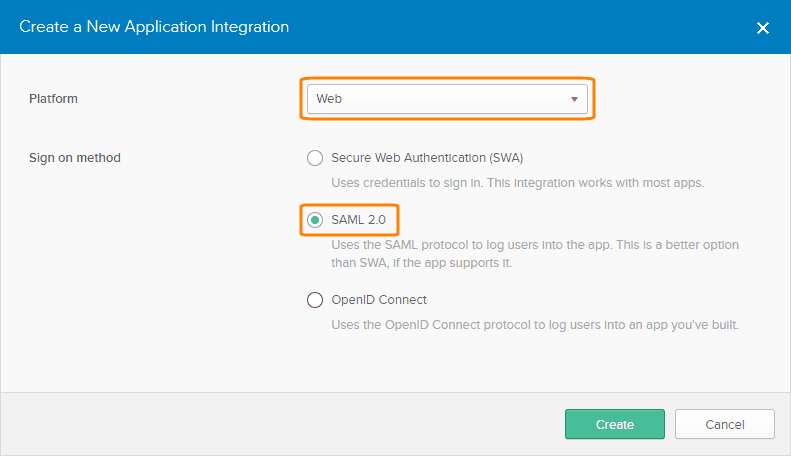 Create a New Application Integration
Platform
Web
Sign on method
Secure Web Authentication (SWA)
Uses credentials to sign in. This integration works with most apps.
SAML 2.0
Uses the SAML protocol to log users into the app. This is a better option
than SWA, if the app supports it.
OpenID Connect
Uses the OpenID Connect protocol to log users into an app you've built.
Create
Cancel